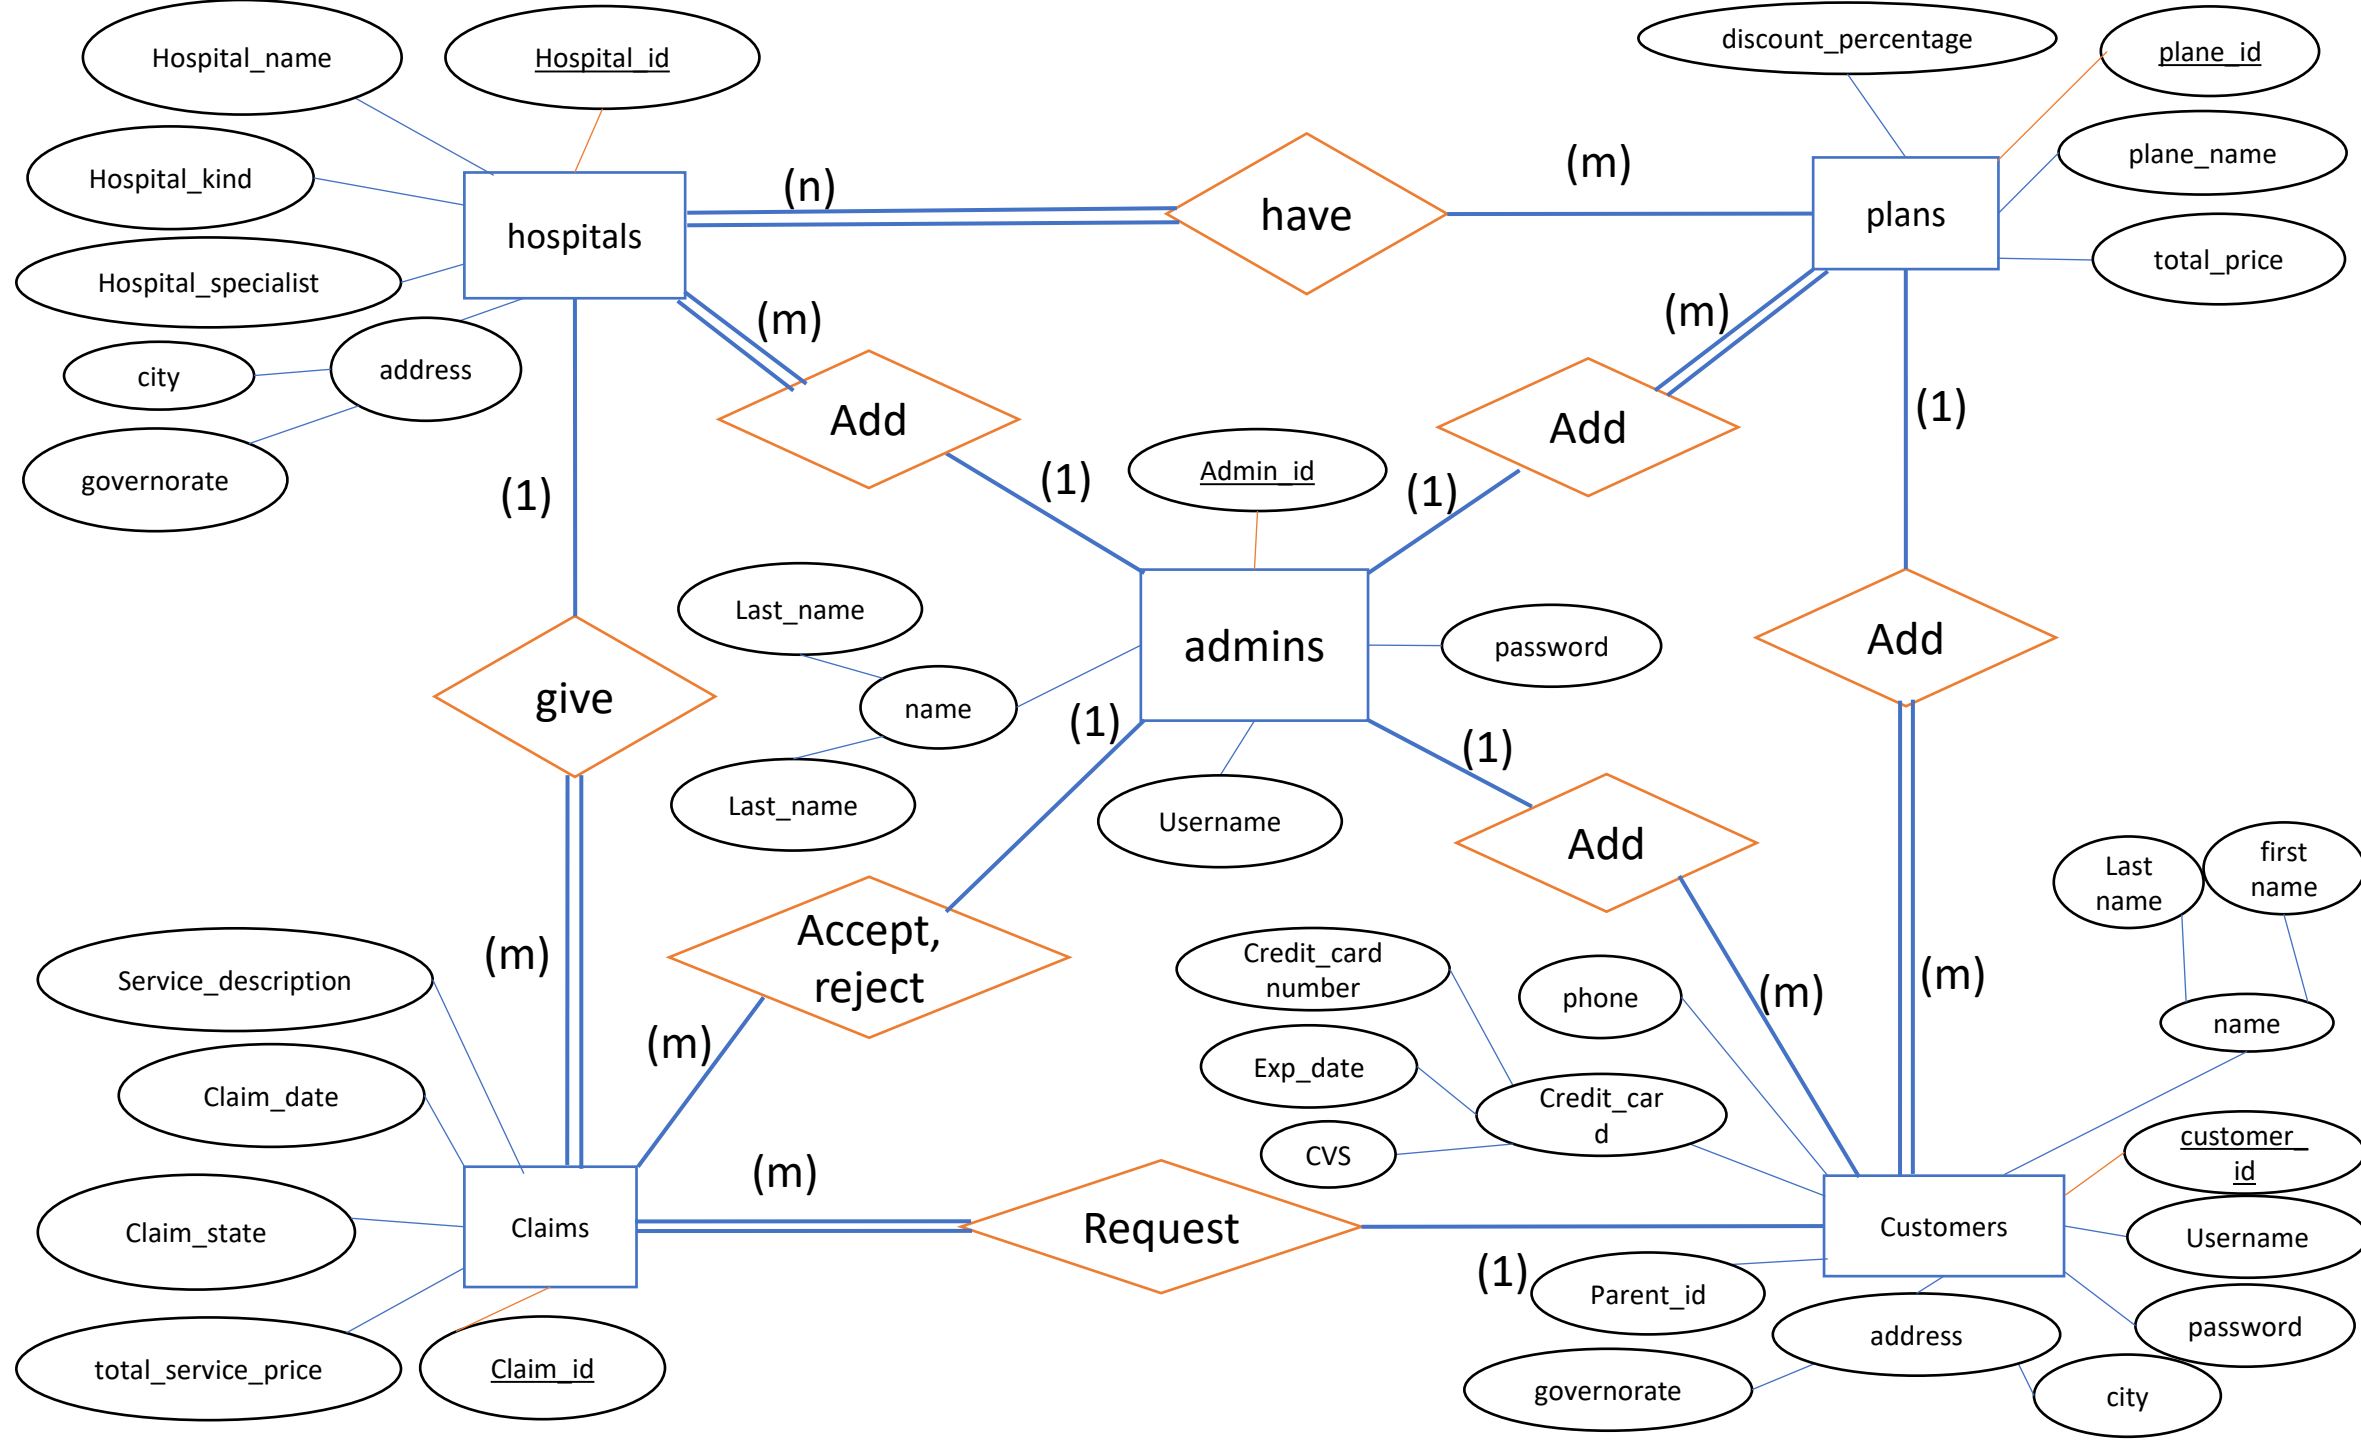 Hospital_name
Hospital_id
discount_percentage
plane_id
Hospital_kind
plane_name
(n)
(m)
have
plans
hospitals
total_price
Hospital_specialist
(m)
(m)
city
address
(1)
Add
Add
governorate
(1)
(1)
Admin_id
(1)
Last_name
admins
password
Add
give
name
(1)
(1)
Last_name
Username
Add
Last
name
first
name
Accept,
reject
(m)
Service_description
Credit_card
number
phone
(m)
(m)
name
(m)
Claim_date
Exp_date
Credit_car
d
CVS
customer_
id
(m)
Claim_state
Claims
Request
Customers
Username
(1)
Parent_id
address
password
total_service_price
Claim_id
governorate
city